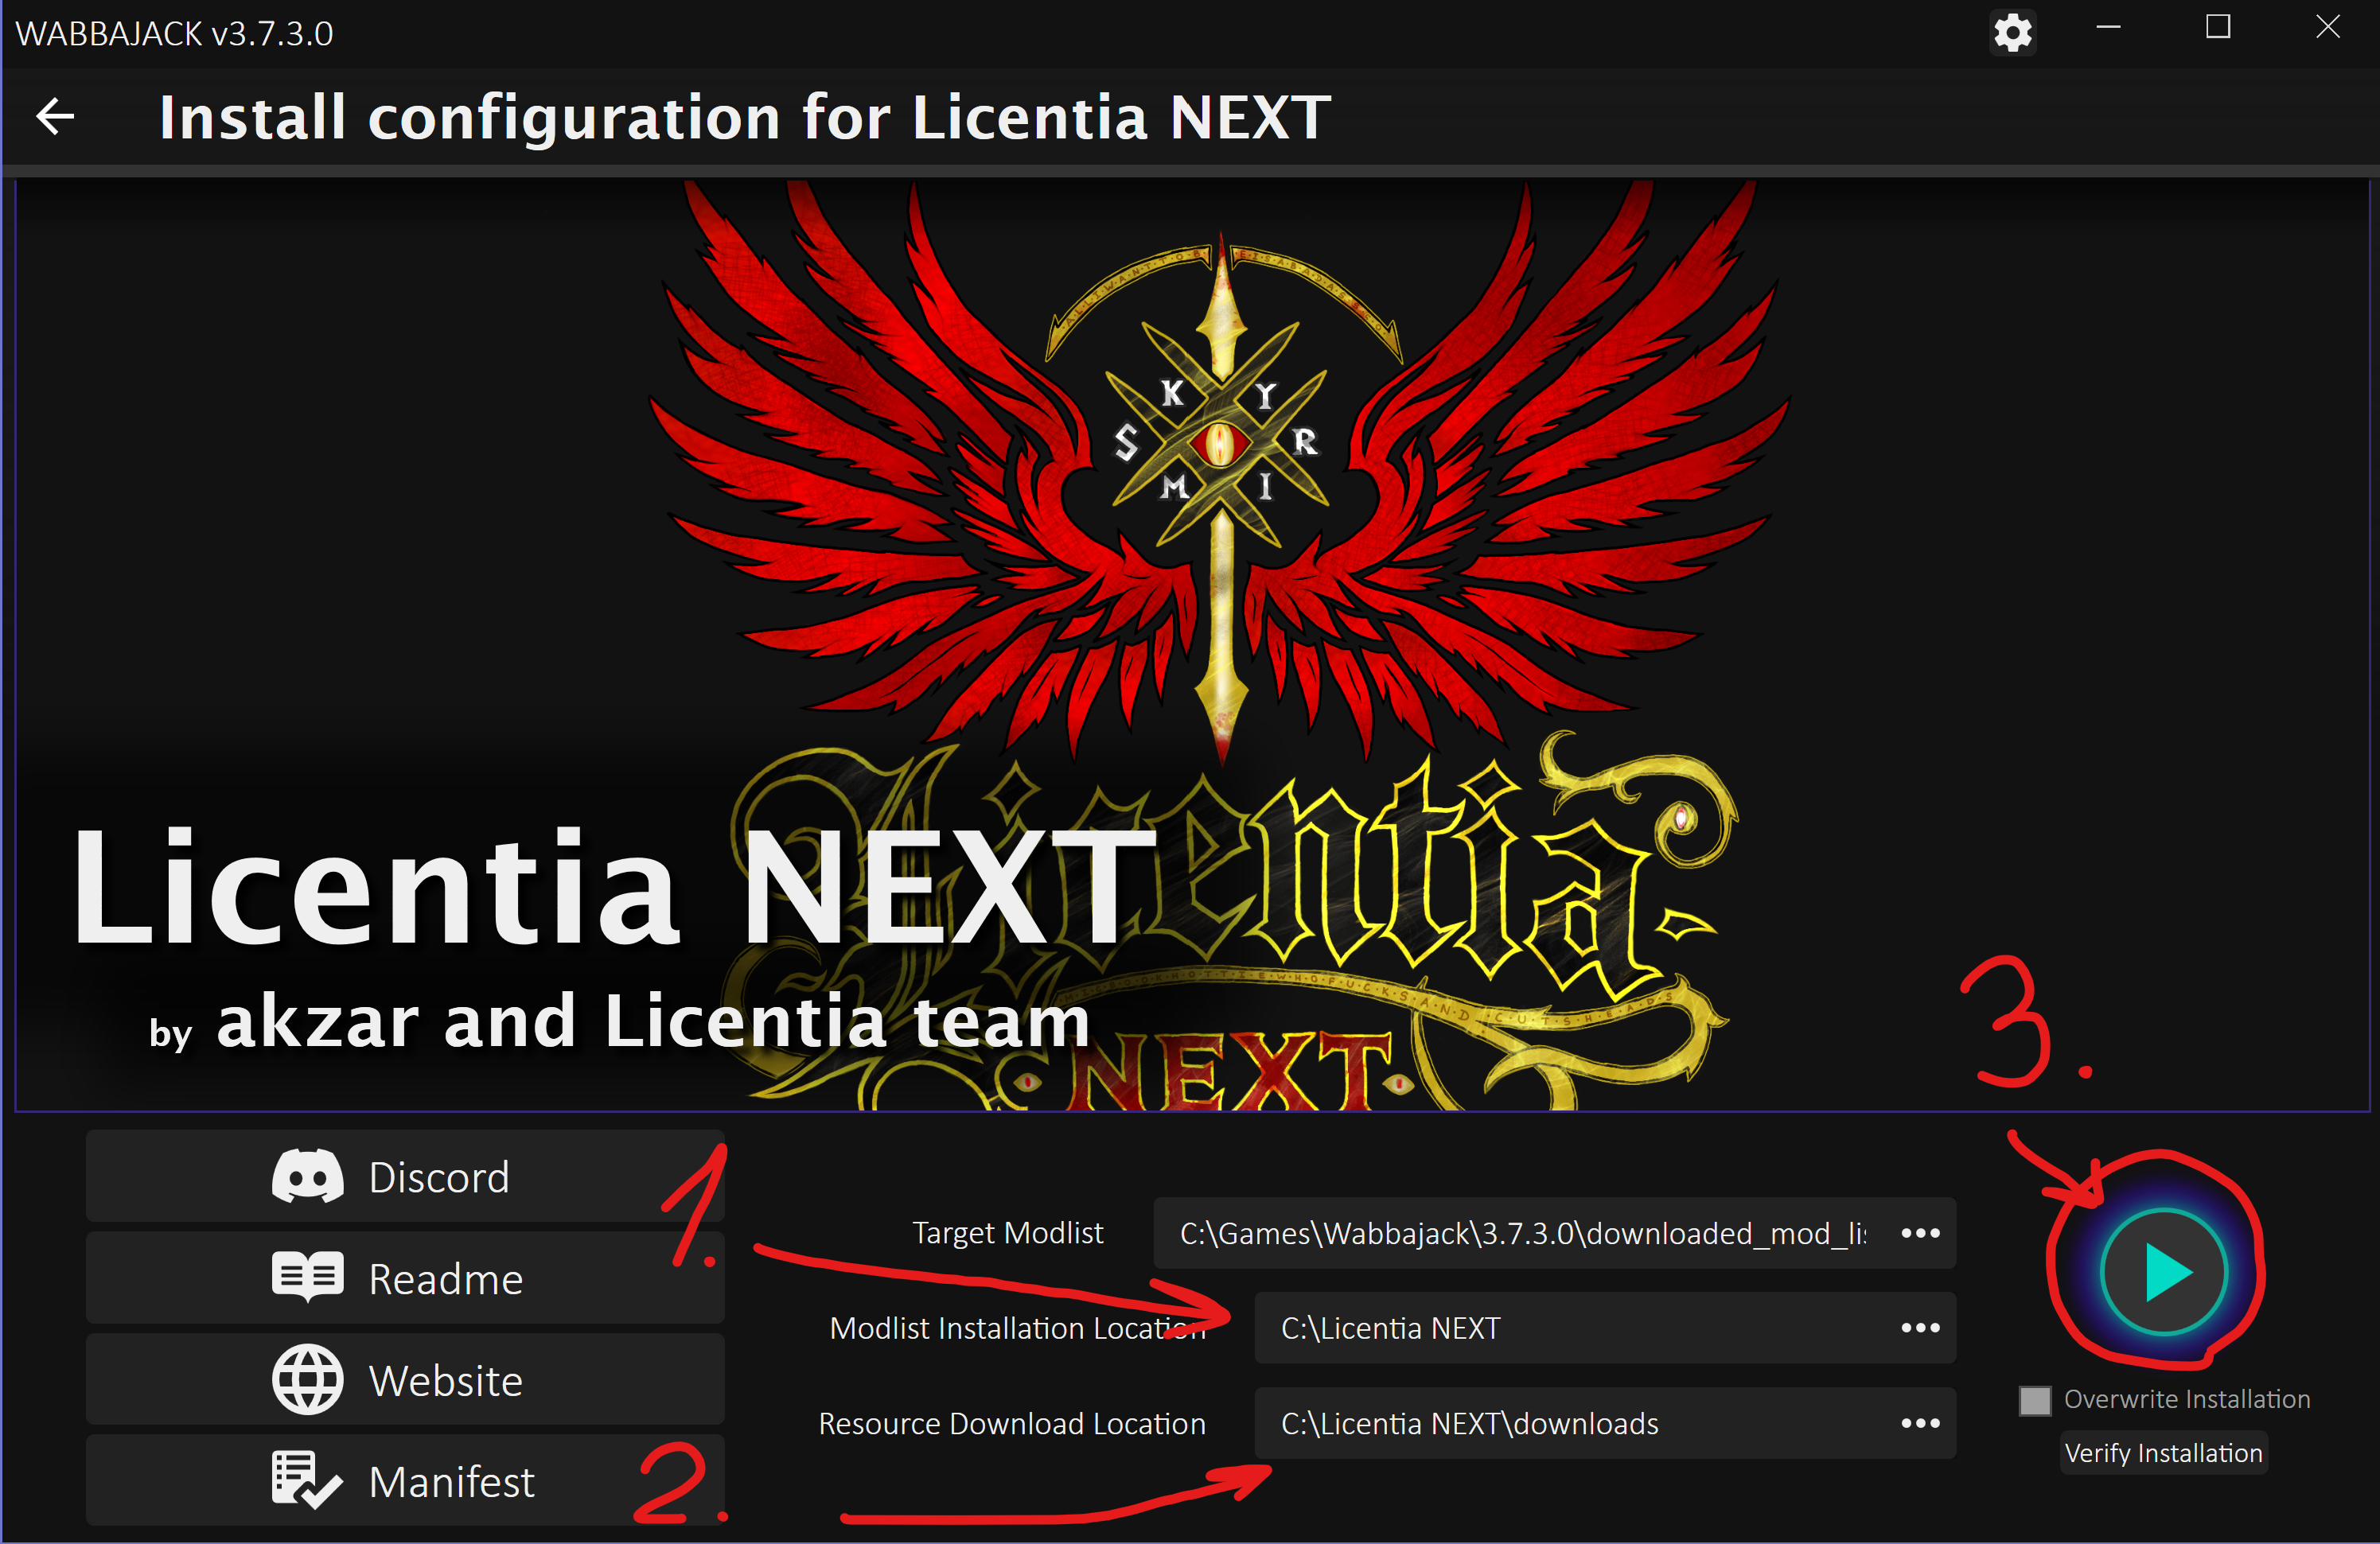 WABBAJACK v3.7.3.0
Install configuration for Licentia NEXT
K Y
S R
M I
Licentia
NEXT
Licentia NEXT
by akzar and Licentia team
3.
Discord
Readme
Website
Manifest
1.
2.
Target Modlist C:\Games\Wabbajack\3.7.3.0\downloaded_mod_lis
Modlist Installation Location C:\Licentia NEXT
Resource Download Location C:\Licentia NEXT\downloads
Overwrite Installation
Verify Installation